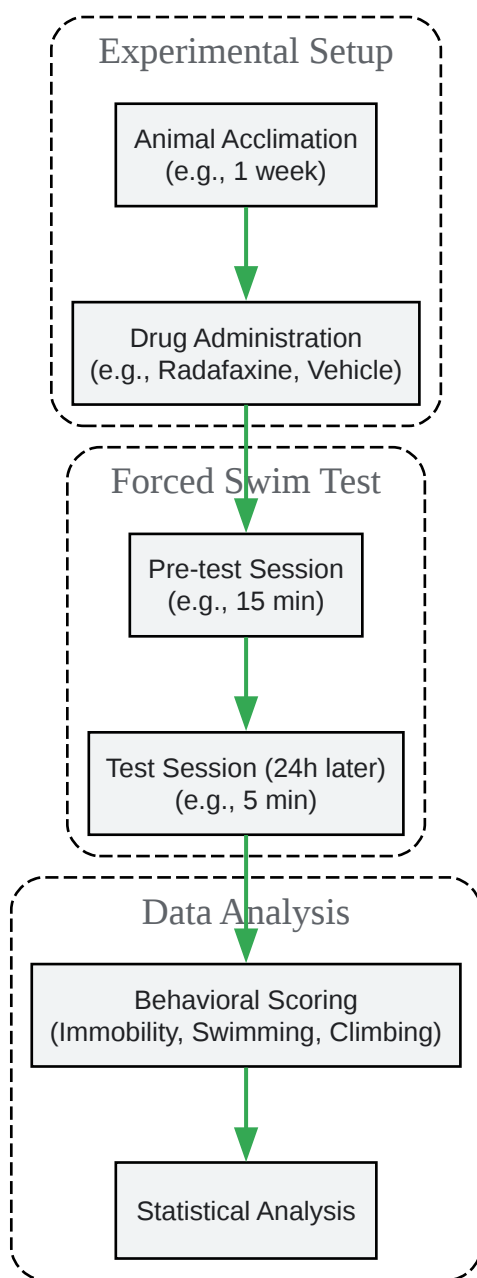 Experimental Setup
Animal Acclimation
(e.g., 1 week)
Drug Administration
(e.g., Radafaxine, Vehicle)
Forced Swim Test
Pre-test Session
(e.g., 15 min)
Test Session (24h later)
(e.g., 5 min)
Data Analysis
Behavioral Scoring
(Immobility, Swimming, Climbing)
Statistical Analysis